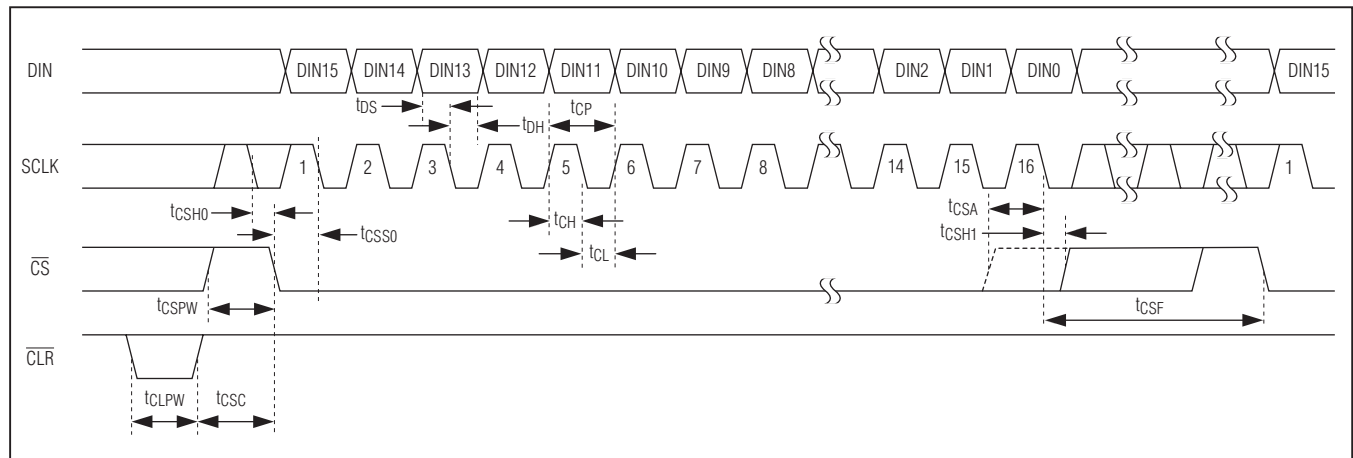 DIN DIN15 DIN14 DIN13 DIN12 DIN11 DIN10 DIN9 DIN8 DIN2 DIN1 DIN0 DIN15
tDS tDH tCP
SCLK 1 2 3 4 5 6 7 8 14 15 16 1
tCSH0 tCSS0 tCH tCL tCSA tCSH1
CS
tCSPW tCSF
CLR
tCLPW tCSC